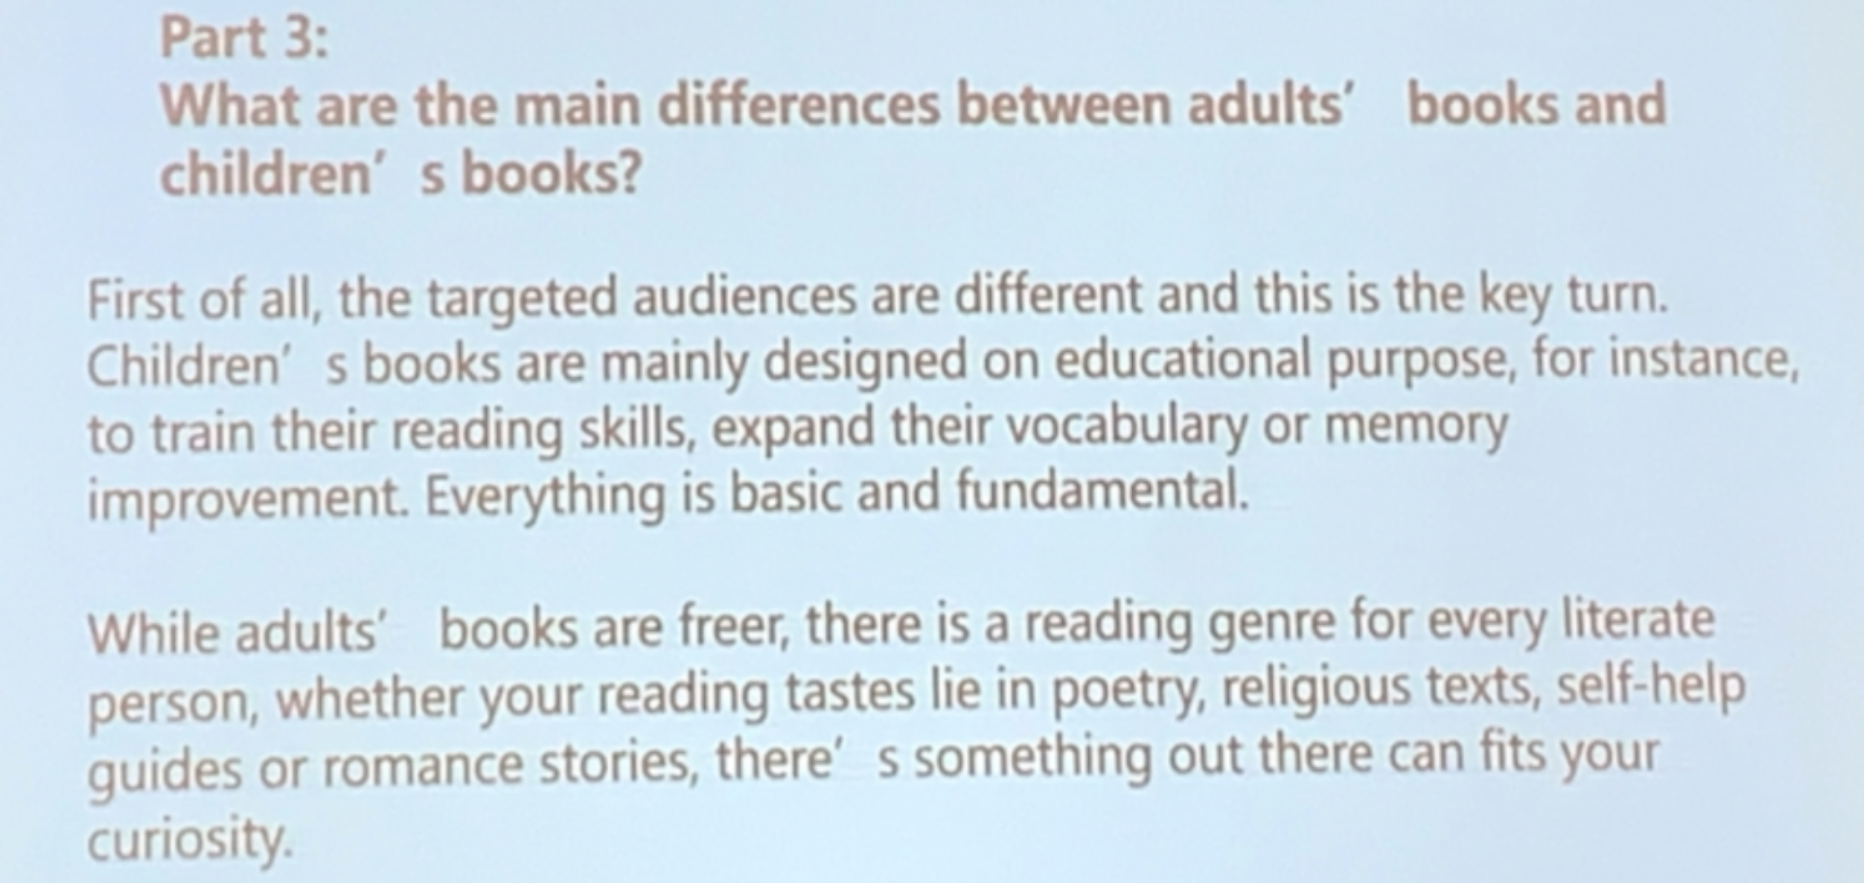 Part 3:
What are the main differences between adults’ books and
children’ s books?
First of all, the targeted audiences are different and this is the key turn.
Children’ s books are mainly designed on educational purpose, for instance,
to train their reading skills, expand their vocabulary or memory
improvement. Everything is basic and fundamental.
While adults’ books are freer, there is a reading genre for every literate
person, whether your reading tastes lie in poetry, religious texts, self-help
guides or romance stories, there’ s something out there can fits your
curiosity.